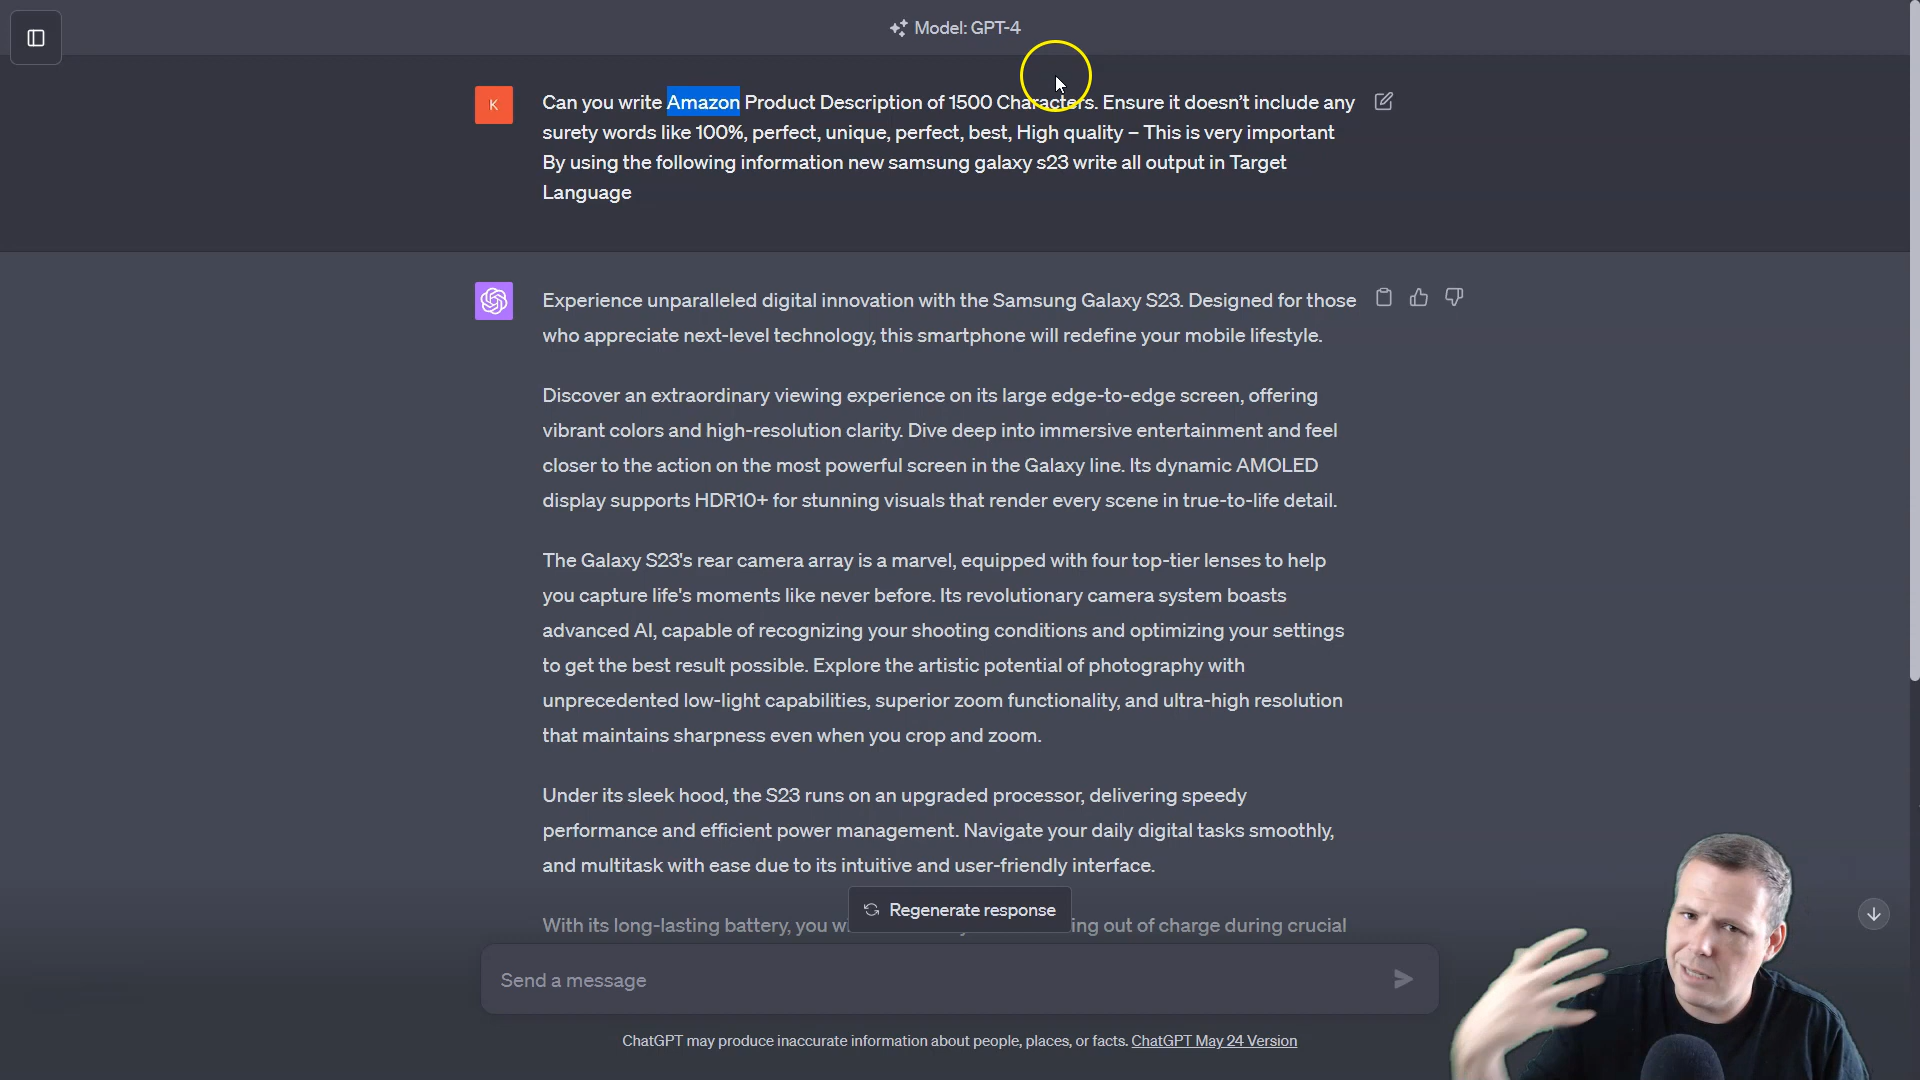 Model: GPT-4
K
Can you write Amazon Product Description of 1500 Characters. Ensure it doesn't include any
surety words like 100%, perfect, unique, perfect, best, High quality – This is very important
By using the following information new samsung galaxy s23 write all output in Target
Language
Experience unparalleled digital innovation with the Samsung Galaxy S23. Designed for those
who appreciate next-level technology, this smartphone will redefine your mobile lifestyle.
Discover an extraordinary viewing experience on its large edge-to-edge screen, offering
vibrant colors and high-resolution clarity. Dive deep into immersive entertainment and feel
closer to the action on the most powerful screen in the Galaxy line. Its dynamic AMOLED
display supports HDR10+ for stunning visuals that render every scene in true-to-life detail.
The Galaxy S23's rear camera array is a marvel, equipped with four top-tier lenses to help
you capture life's moments like never before. Its revolutionary camera system boasts
advanced AI, capable of recognizing your shooting conditions and optimizing your settings
to get the best result possible. Explore the artistic potential of photography with
unprecedented low-light capabilities, superior zoom functionality, and ultra-high resolution
that maintains sharpness even when you crop and zoom.
Under its sleek hood, the S23 runs on an upgraded processor, delivering speedy
performance and efficient power management. Navigate your daily digital tasks smoothly,
and multitask with ease due to its intuitive and user-friendly interface.
Regenerate response
With its long-lasting battery, you ing out of charge during crucial
Send a message
ChatGPT may produce inaccurate information about people, places, or facts. ChatGPT May 24 Version